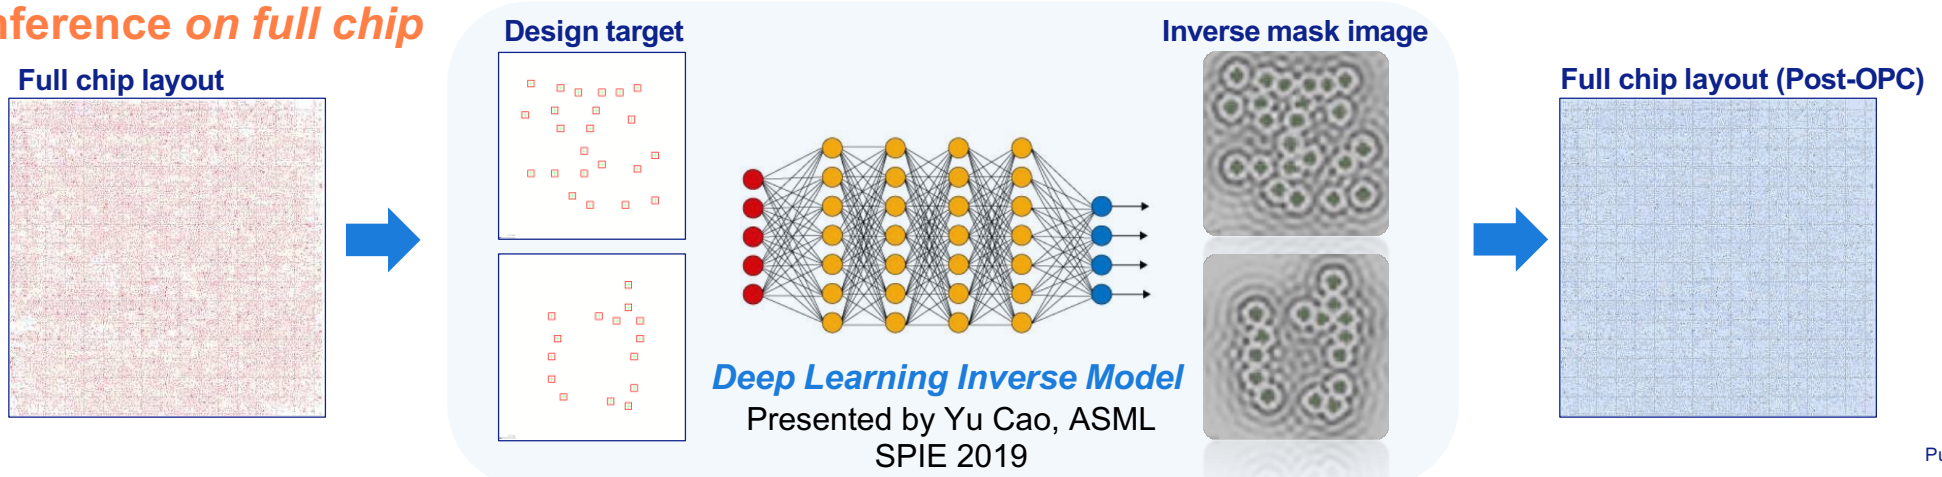 nference on full chip
Full chip layout
Design target
Inverse mask image
Deep Learning Inverse Model
Presented by Yu Cao, ASML
SPIE 2019
Full chip layout (Post-OPC)
Pu